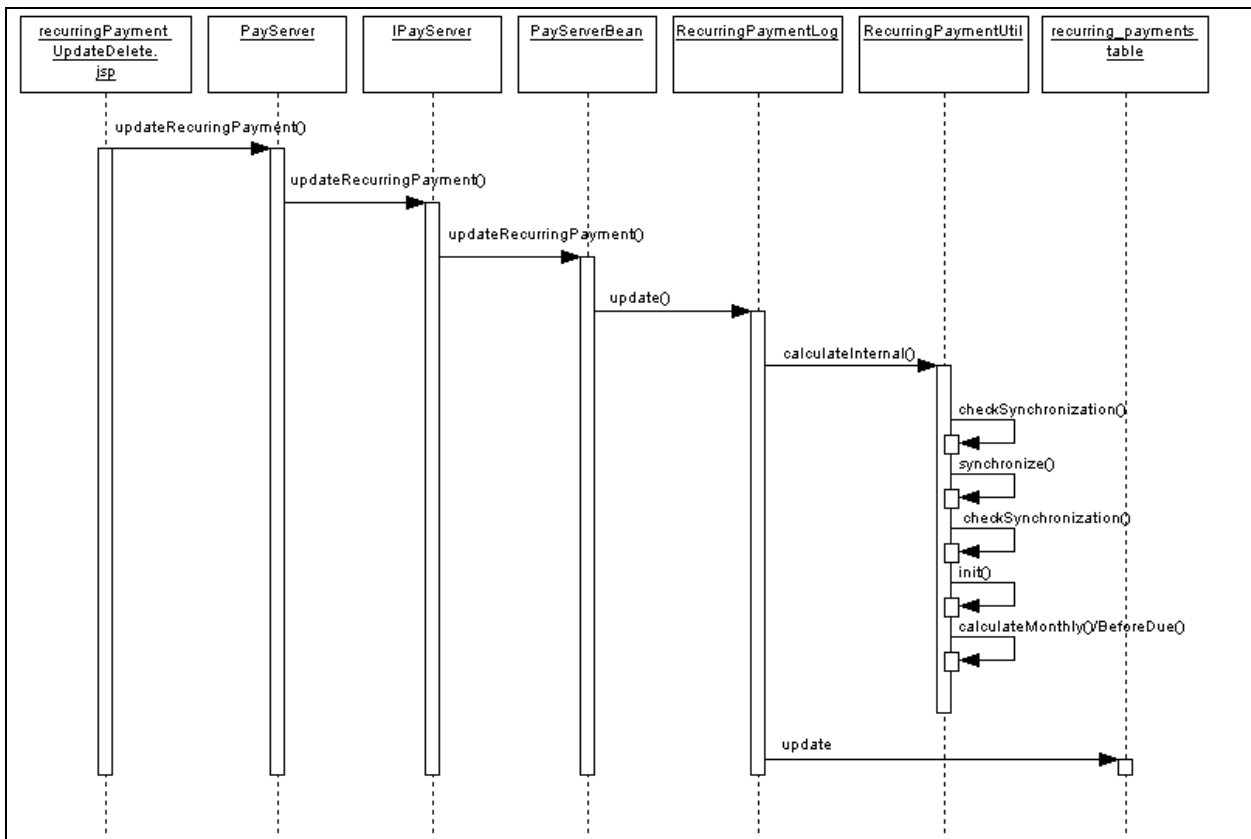 recurringPayment
UpdateDelete.
jsp
PayServer
IPayServer
PayServerBean
RecurringPaymentLog
RecurringPaymentUtil
recurring_payments
table
updateRecuringPayment()
updateRecurringPayment()
updateRecurringPayment()
update()
calculateInternal()
checkSynchronization()
synchronize()
checkSynchronization()
init()
calculateMonthly()/BeforeDue()
update